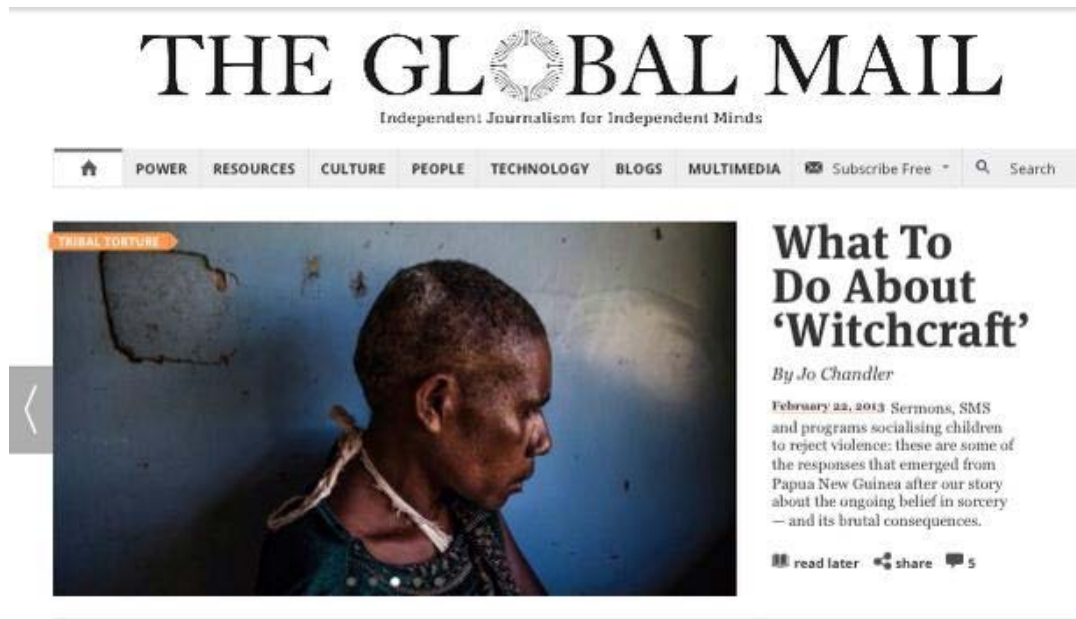 THE GLOBAL MAIL
Independent Journalism for Independent Minds
POWER RESOURCES CULTURE PEOPLE TECHNOLOGY BLOGS MULTIMEDIA Subscribe Free Search
TRIBAL TORTURE
What To
Do About
‘Witchcraft’
By Jo Chandler
February 22, 2013 Sermons, SMS
and programs socialising children
to reject violence: these are some of
the responses that emerged from
Papua New Guinea after our story
about the ongoing belief in sorcery
— and its brutal consequences.
read later share 5